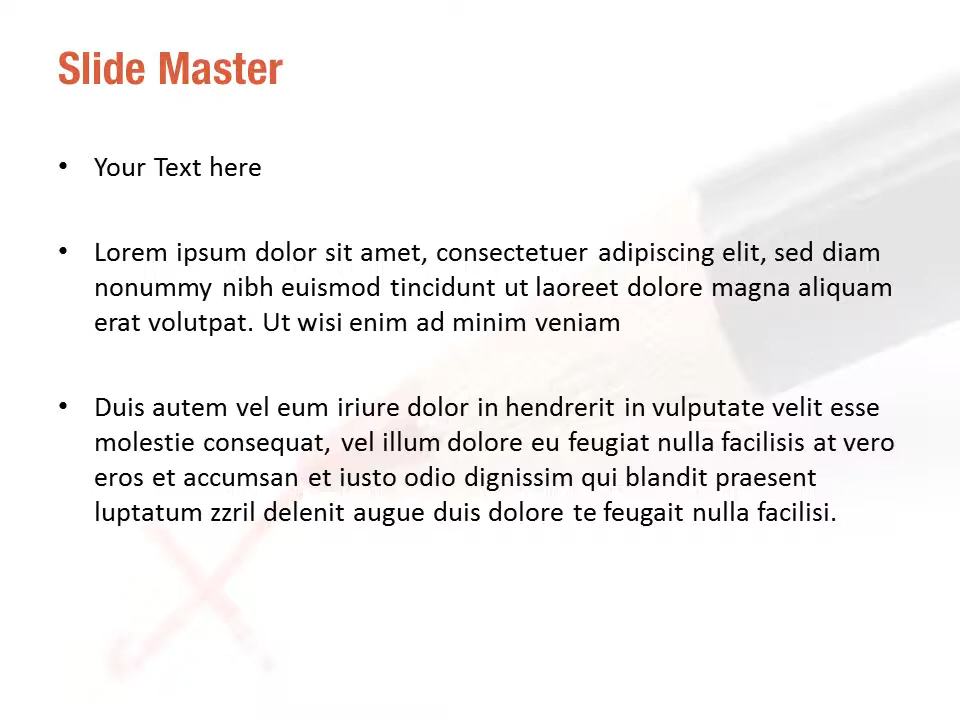 Slide Master
• Your Text here
• Lorem ipsum dolor sit amet, consectetuer adipiscing elit, sed diam
nonummy nibh euismod tincidunt ut laoreet dolore magna aliquam
erat volutpat. Ut wisi enim ad minim veniam
• Duis autem vel eum iriure dolor in hendrerit in vulputate velit esse
molestie consequat, vel illum dolore eu feugiat nulla facilisis at vero
eros et accumsan et iusto odio dignissim qui blandit praesent
luptatum zzril delenit augue duis dolore te feugait nulla facilisi.